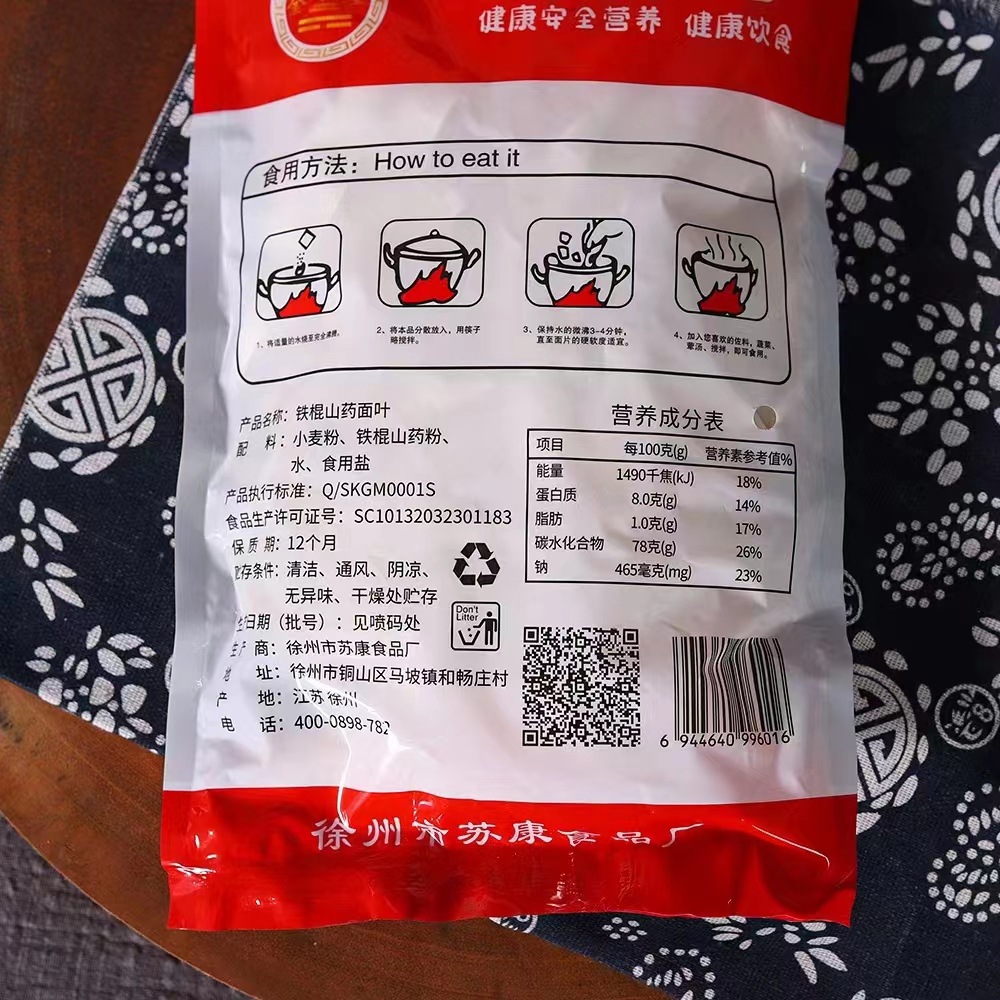 健康安全营养 健康饮食
食用方法：How to eat it
1、将适量的水烧至完全沸腾。
2、将本品分散放入，用筷子
略搅拌。
3、保持水的微沸3-4分钟，
直至面片的硬软度适宜。
4、加入您喜欢的佐料，蔬菜、
荤汤、搅拌，即可食用。
产品名称：铁棍山药面叶
配 料：小麦粉、铁棍山药粉、
水、食用盐
产品执行标准：Q/SKGM0001S
食品生产许可证号：SC10132032301183
保 质 期：12个月
贮存条件：清洁、通风、阴凉、
无异味、干燥处贮存
生产日期（批号）：见喷码处
生 产 商：徐州市苏康食品厂
地 址：徐州市铜山区马坡镇和畅庄村
产 地：江苏徐州
电 话：400-0898-782
营养成分表
项目 每100克(g) 营养素参考值%
能量 1490千焦(kJ) 18%
蛋白质 8.0克(g) 14%
脂肪 1.0克(g) 17%
碳水化合物 78克(g) 26%
钠 465毫克(mg) 23%
Don't
Litter
6 944640 996016
徐州市苏康食品厂